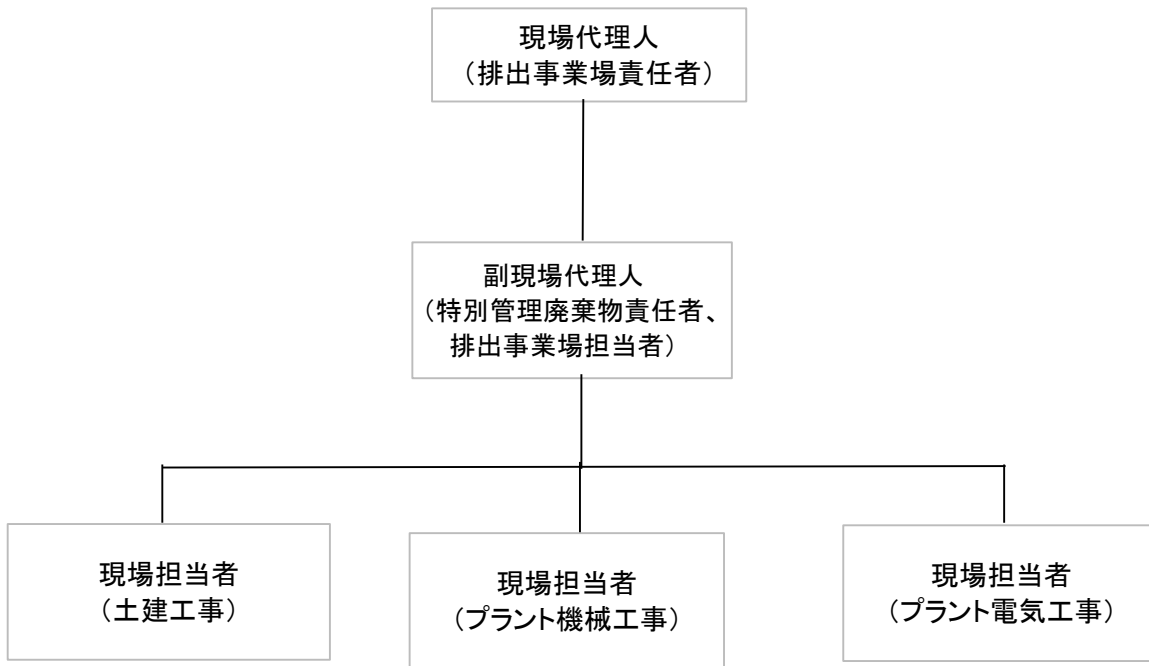 現場代理人
（排出事業場責任者）
副現場代理人
（特別管理廃棄物責任者、
排出事業場担当者）
現場担当者
（土建工事）
現場担当者
（プラント機械工事）
現場担当者
（プラント電気工事）